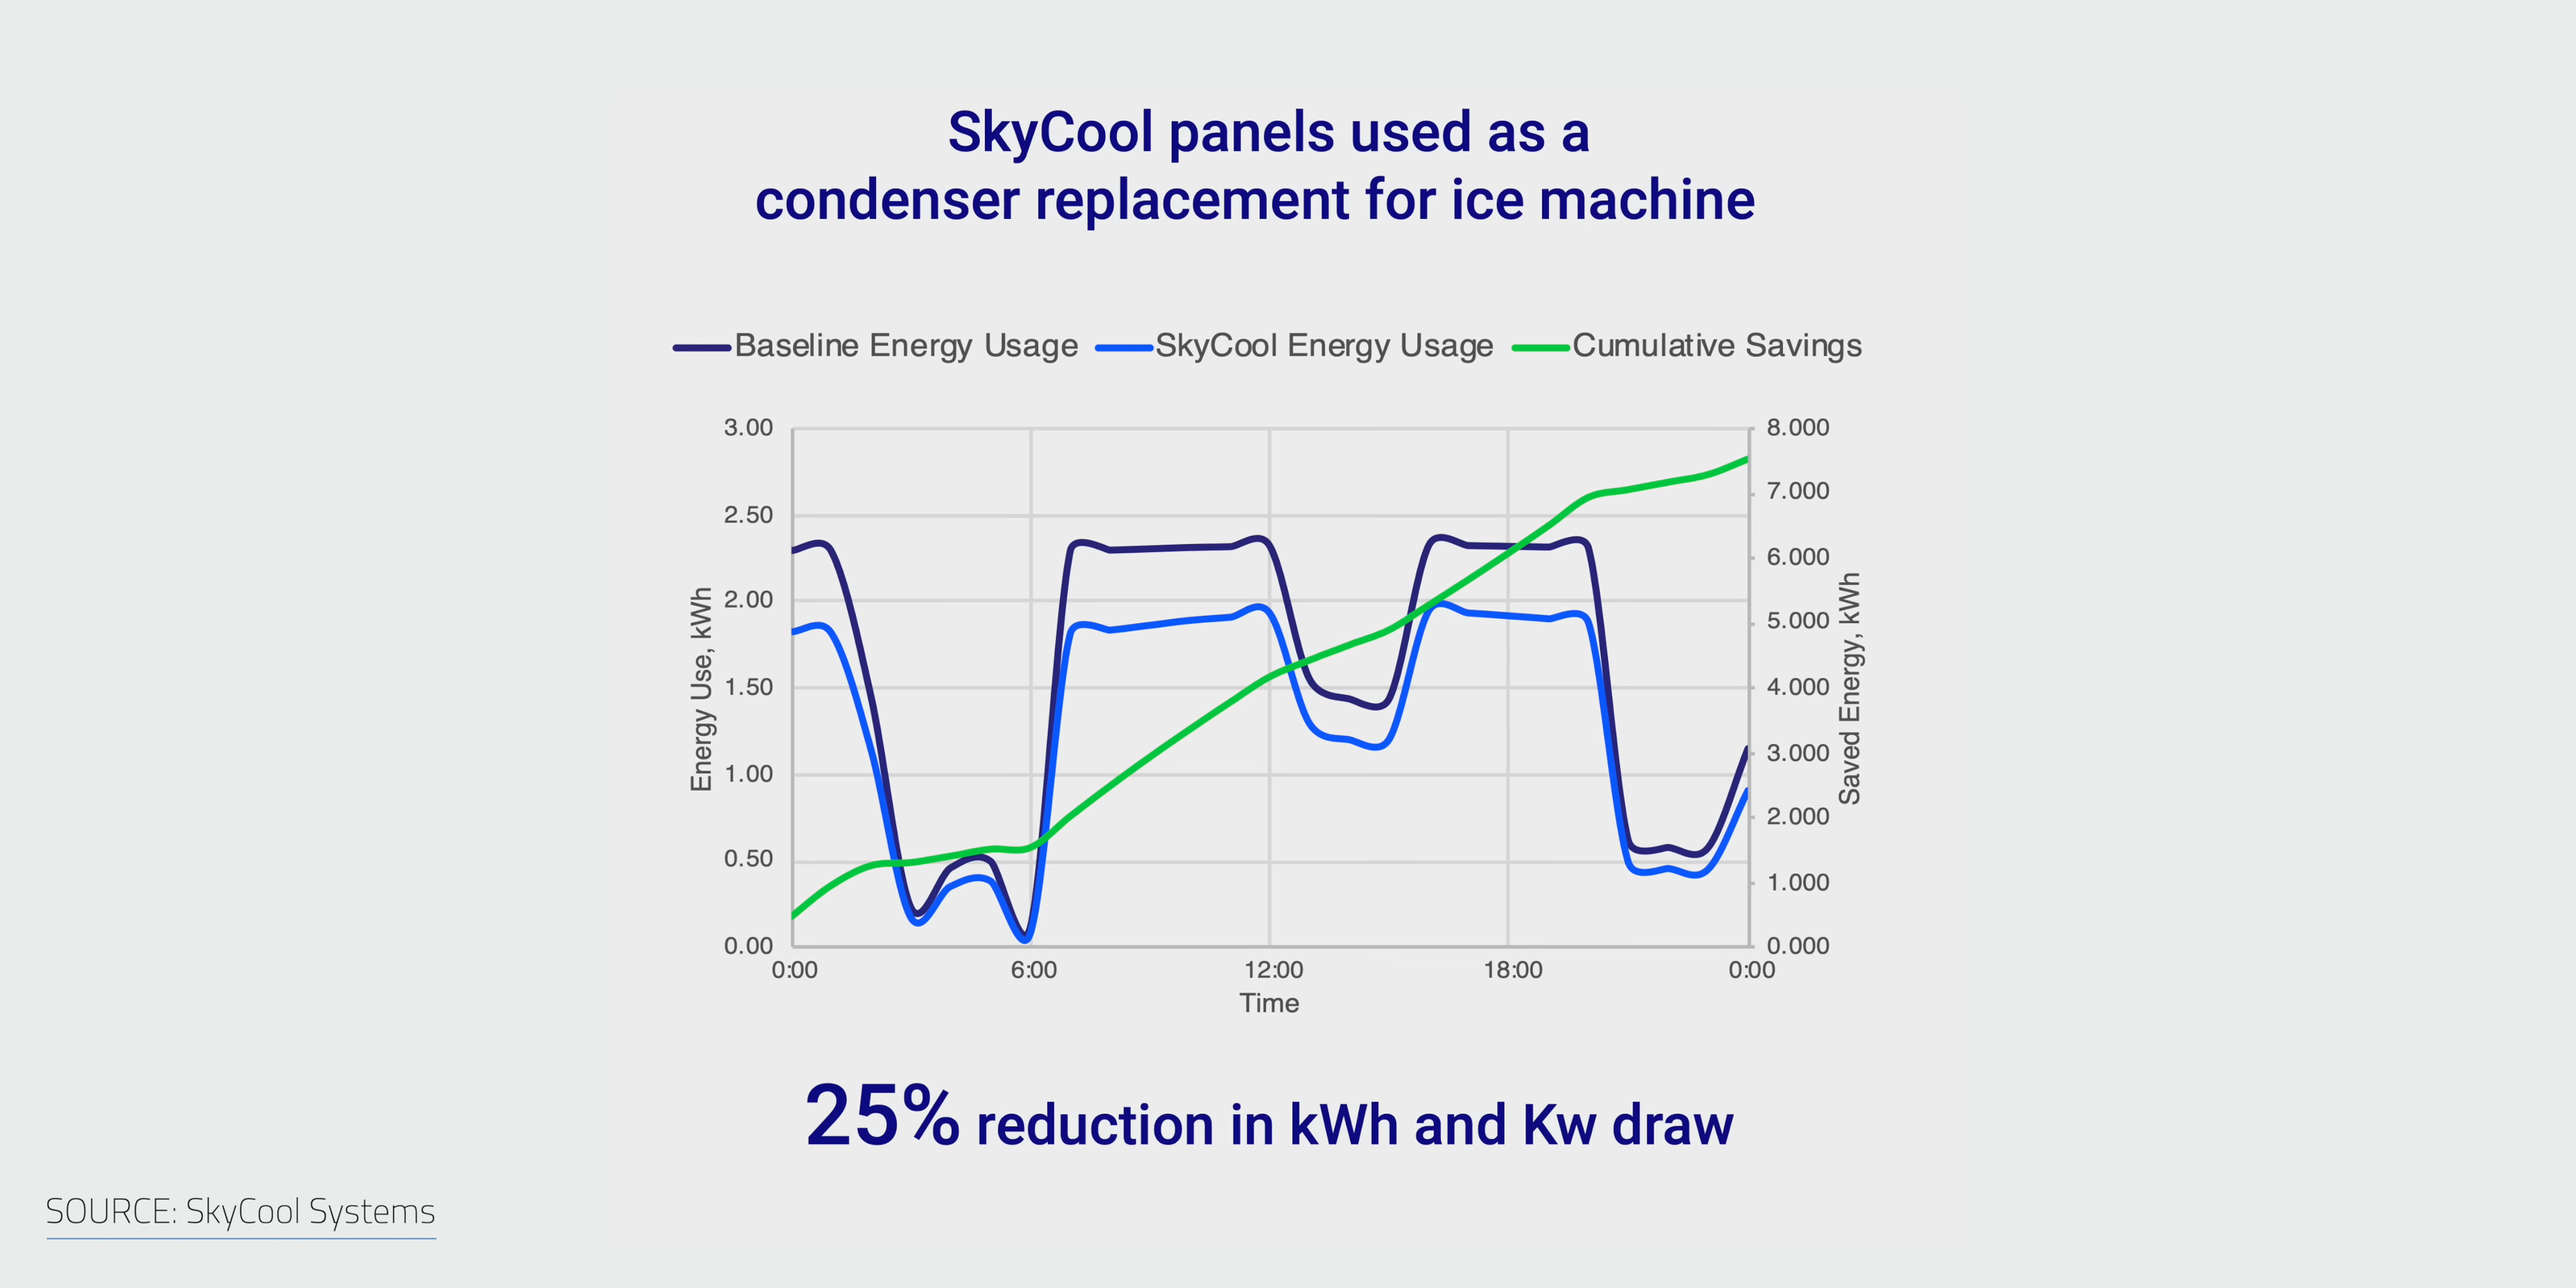 SkyCool panels used as a
condenser replacement for ice machine
Baseline Energy Usage SkyCool Energy Usage Cumulative Savings
3.00
2.50
2.00
1.50
1.00
0.50
0.00
Energy Use, kWh
8.000
7.000
6.000
5.000
4.000
3.000
2.000
1.000
0.000
Saved Energy, kWh
0:00 6:00 12:00 18:00 0:00
Time
25% reduction in kWh and Kw draw
SOURCE: SkyCool Systems